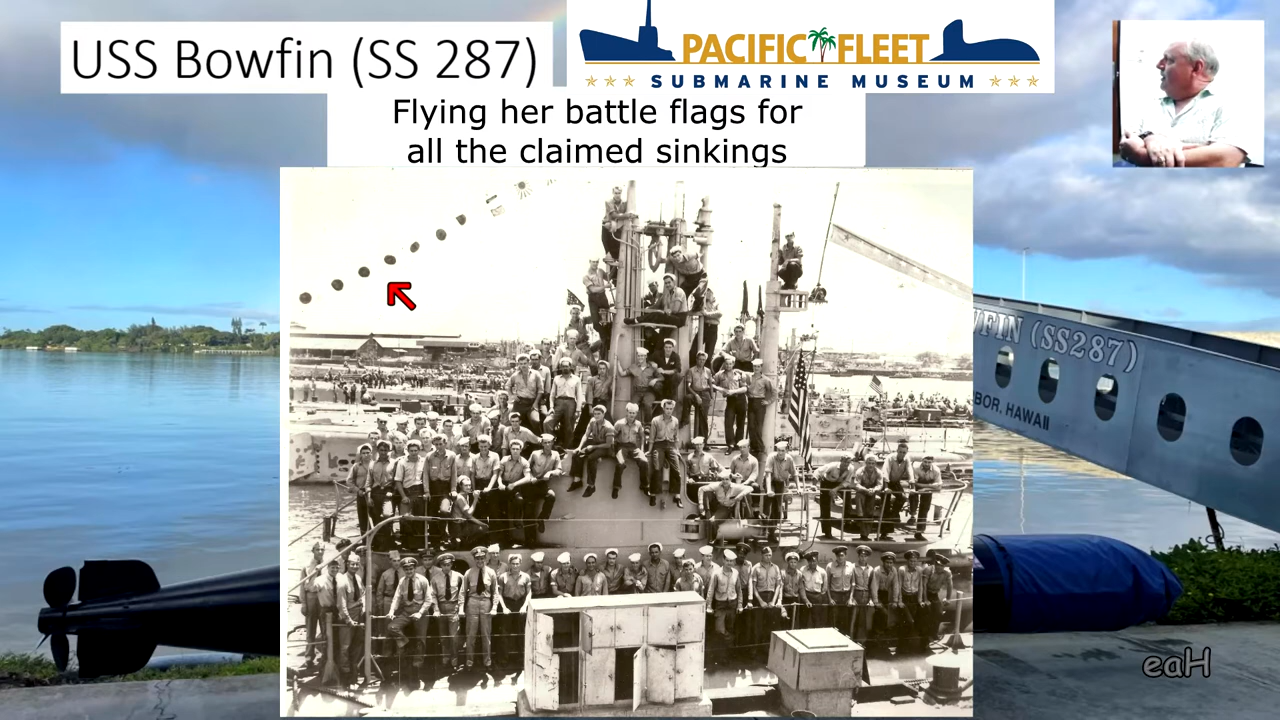 USS Bowfin (SS 287)
PACIFIC FLEET
SUBMARINE MUSEUM
Flying her battle flags for
all the claimed sinkings
WFIN (SS287)
BOR, HAWAII
eaH